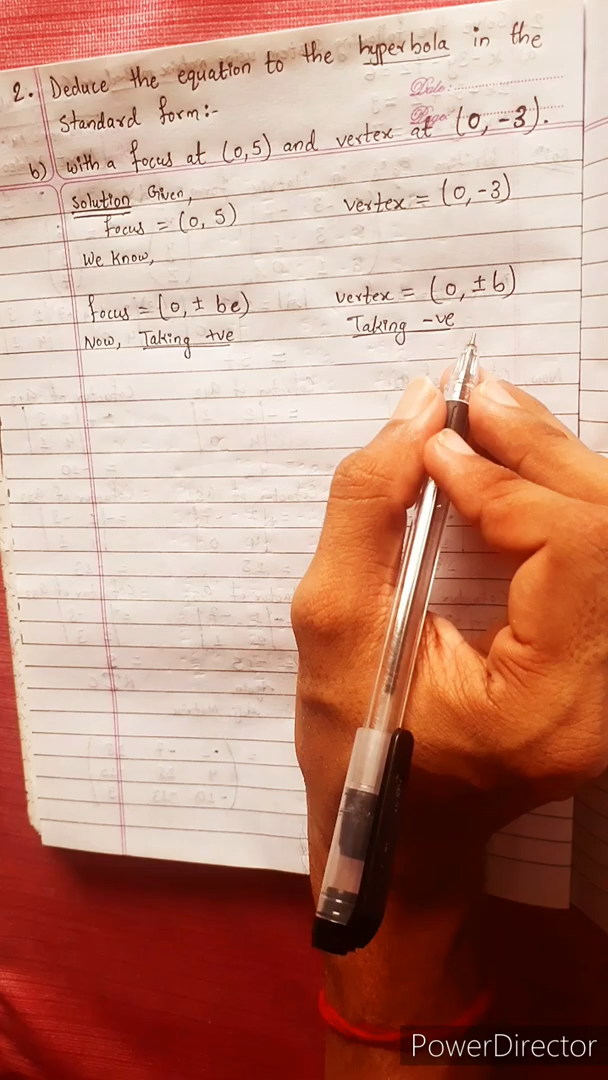 2. Deduce the equation to the hyperbola in the
Date:
standard form:-
Page:
b) with a focus at (0,5) and vertex at (0,-3).
Solution Given,
focus = (0, 5)
vertex = (0,-3)
We know,
focus = (0, ± be)
vertex = (0, ±b)
Now, Taking +ve
Taking -ve
PowerDirector